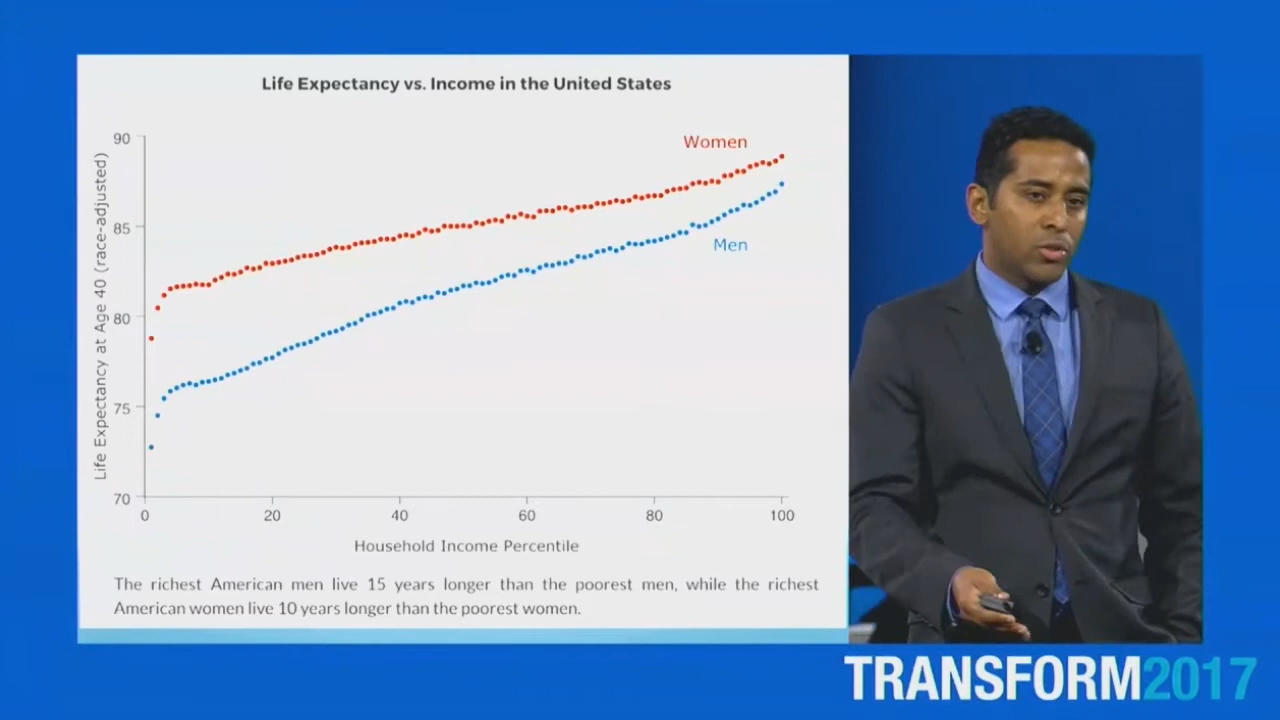 Life Expectancy vs. Income in the United States
Life Expectancy at Age 40 (race-adjusted)
90
85
80
75
70
Women
Men
0 20 40 60 80 100
Household Income Percentile
The richest American men live 15 years longer than the poorest men, while the richest
American women live 10 years longer than the poorest women.
TRANSFORM2017